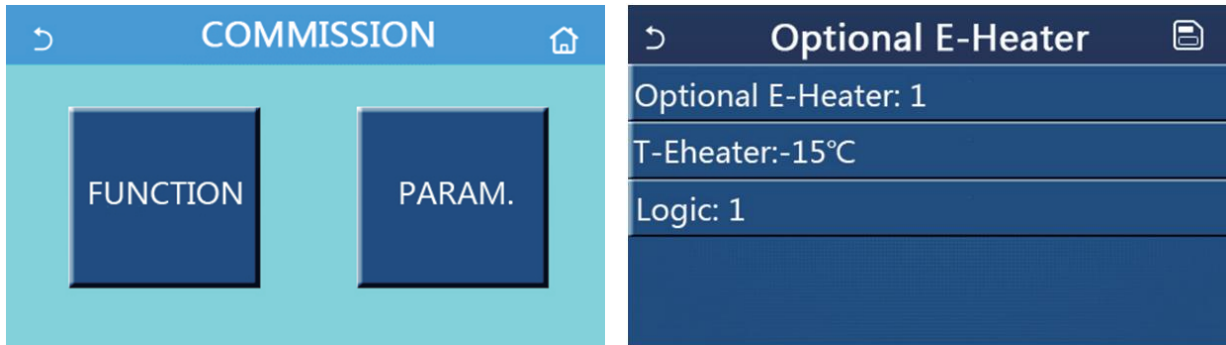 COMMISSION
FUNCTION
PARAM.
Optional E-Heater
Optional E-Heater: 1
T-Eheater:-15℃
Logic: 1